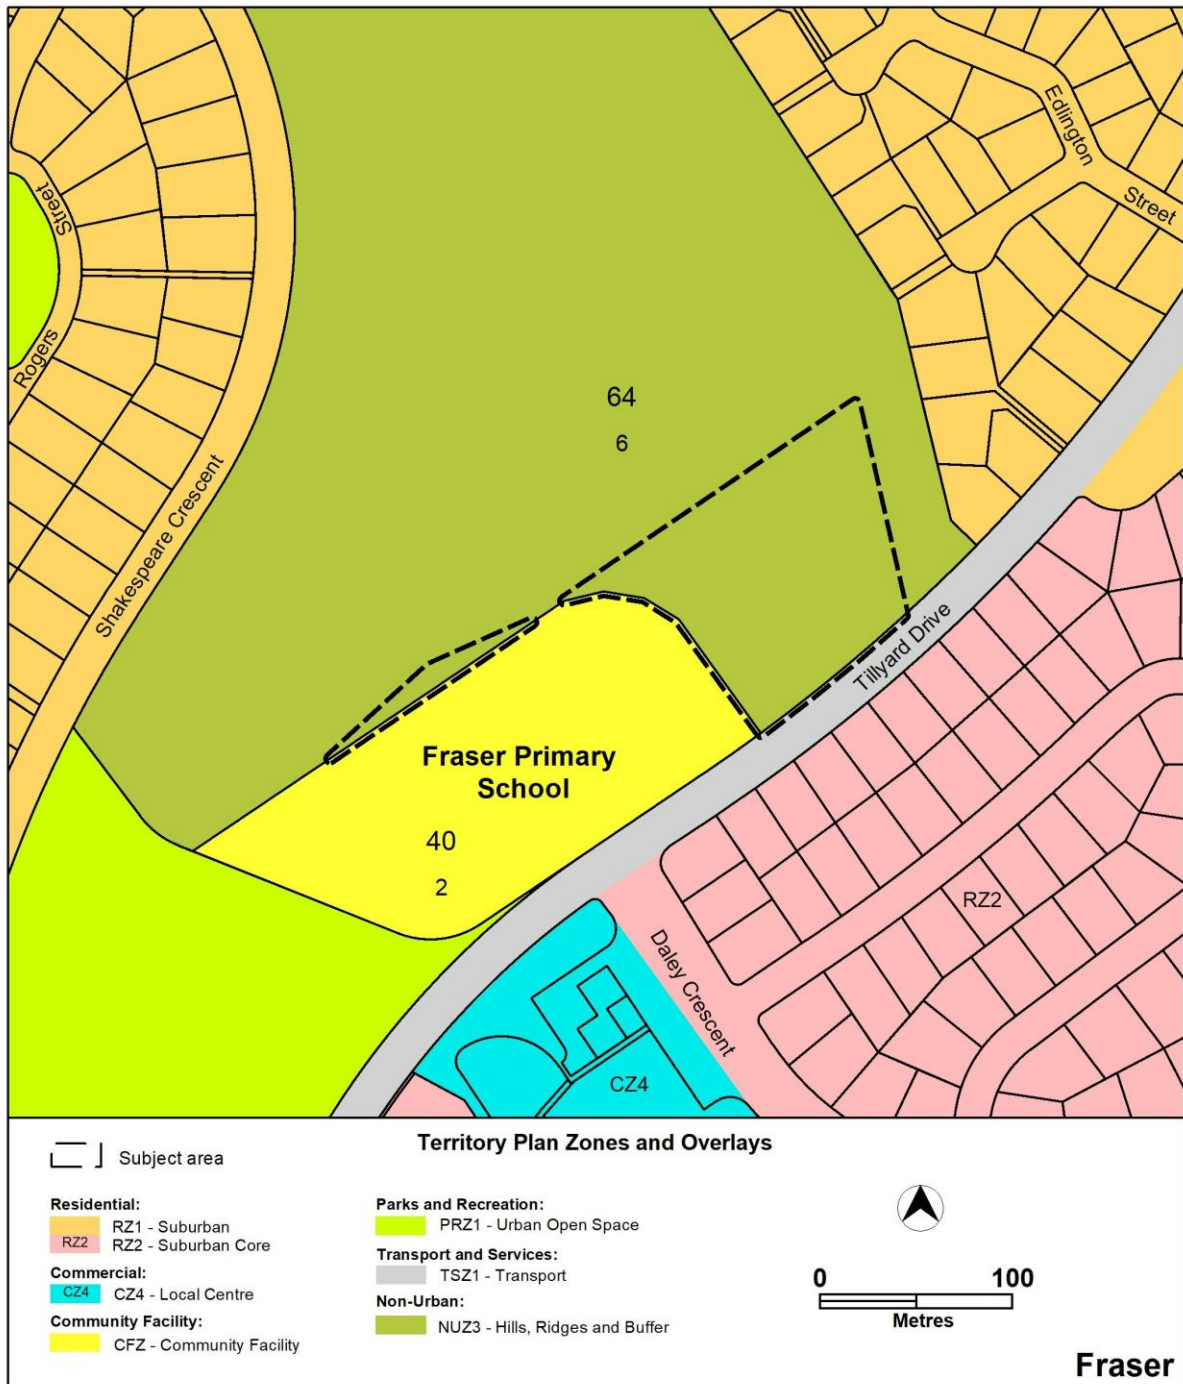 Edlington
Street
Street
Rogers
Shakespeare Crescent
64
6
Tillyard Drive
Fraser Primary
School
40
2
RZ2
Daley Crescent
CZ4
Territory Plan Zones and Overlays
Subject area
Residential:
RZ1 - Suburban
RZ2 RZ2 - Suburban Core
Commercial:
CZ4 CZ4 - Local Centre
Community Facility:
CFZ - Community Facility
Parks and Recreation:
PRZ1 - Urban Open Space
Transport and Services:
TSZ1 - Transport
Non-Urban:
NUZ3 - Hills, Ridges and Buffer
0 100
Metres
Fraser